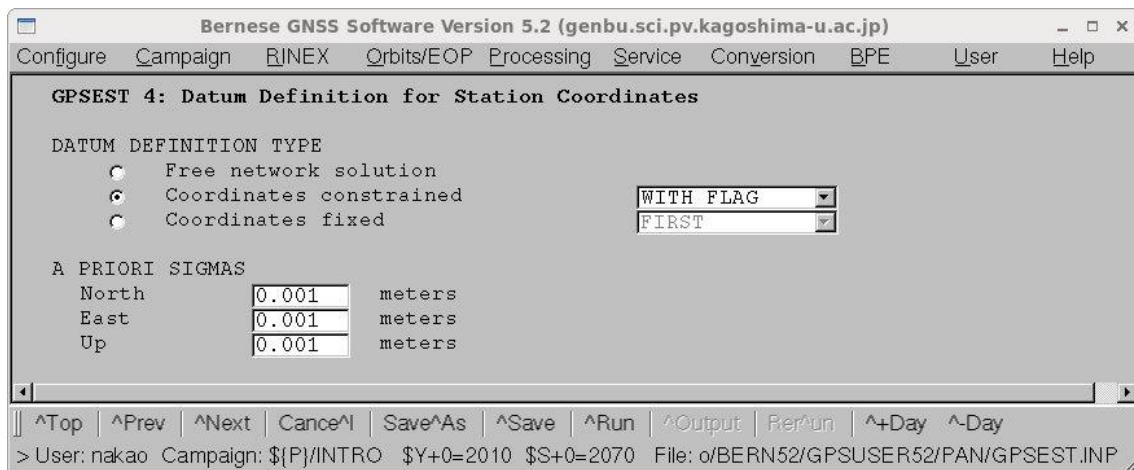 Bernese GNSS Software Version 5.2 (genbu.sci.pv.kagoshima-u.ac.jp)
Configure Campaign RINEX Orbits/EOP Processing Service Conversion BPE User Help
GPSEST 4: Datum Definition for Station Coordinates
DATUM DEFINITION TYPE
Free network solution
Coordinates constrained WITH FLAG
Coordinates fixed FIRST
A PRIORI SIGMAS
North 0.001 meters
East 0.001 meters
Up 0.001 meters
^Top | ^Prev | ^Next | Cance^l | Save^As | ^Save | ^Run | ^Output | Rer^un | ^+Day ^-Day
> User: nakao Campaign: ${P}/INTRO $Y+0=2010 $S+0=2070 File: o/BERN52/GPSUSER52/PAN/GPSEST.INP